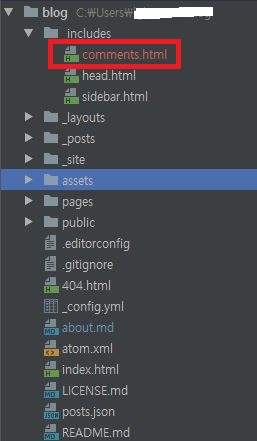 blog C:₩Users₩
_includes
comments.html
head.html
sidebar.html
_layouts
_posts
_site
assets
pages
public
.editorconfig
.gitignore
404.html
_config.yml
about.md
atom.xml
index.html
LICENSE.md
posts.json
README.md